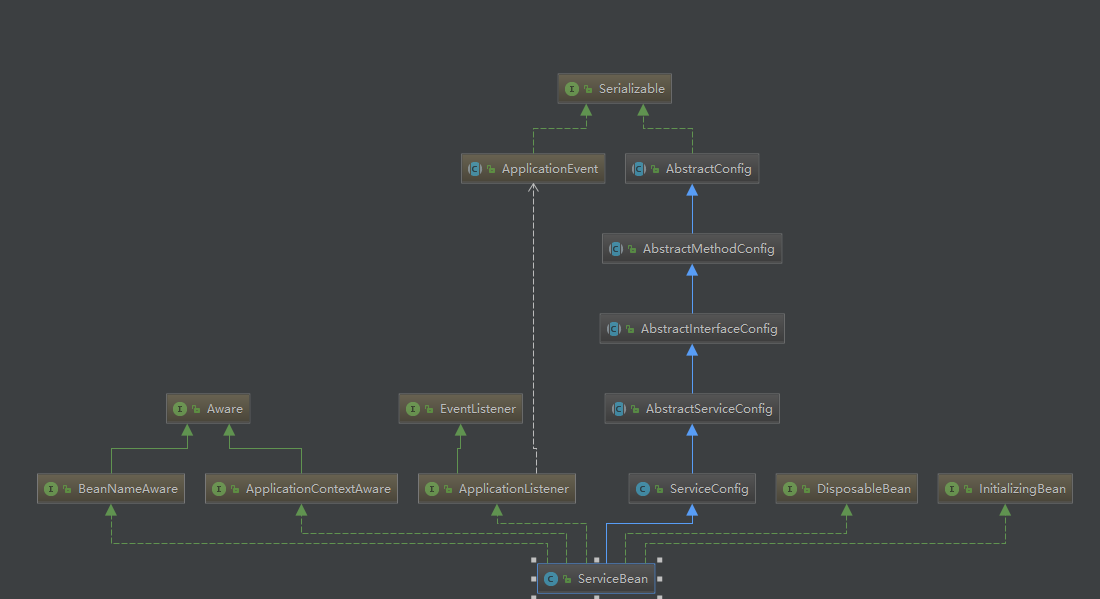 Serializable
ApplicationEvent
AbstractConfig
AbstractMethodConfig
AbstractInterfaceConfig
Aware
EventListener
AbstractServiceConfig
BeanNameAware
ApplicationContextAware
ApplicationListener
ServiceConfig
DisposableBean
InitializingBean
ServiceBean